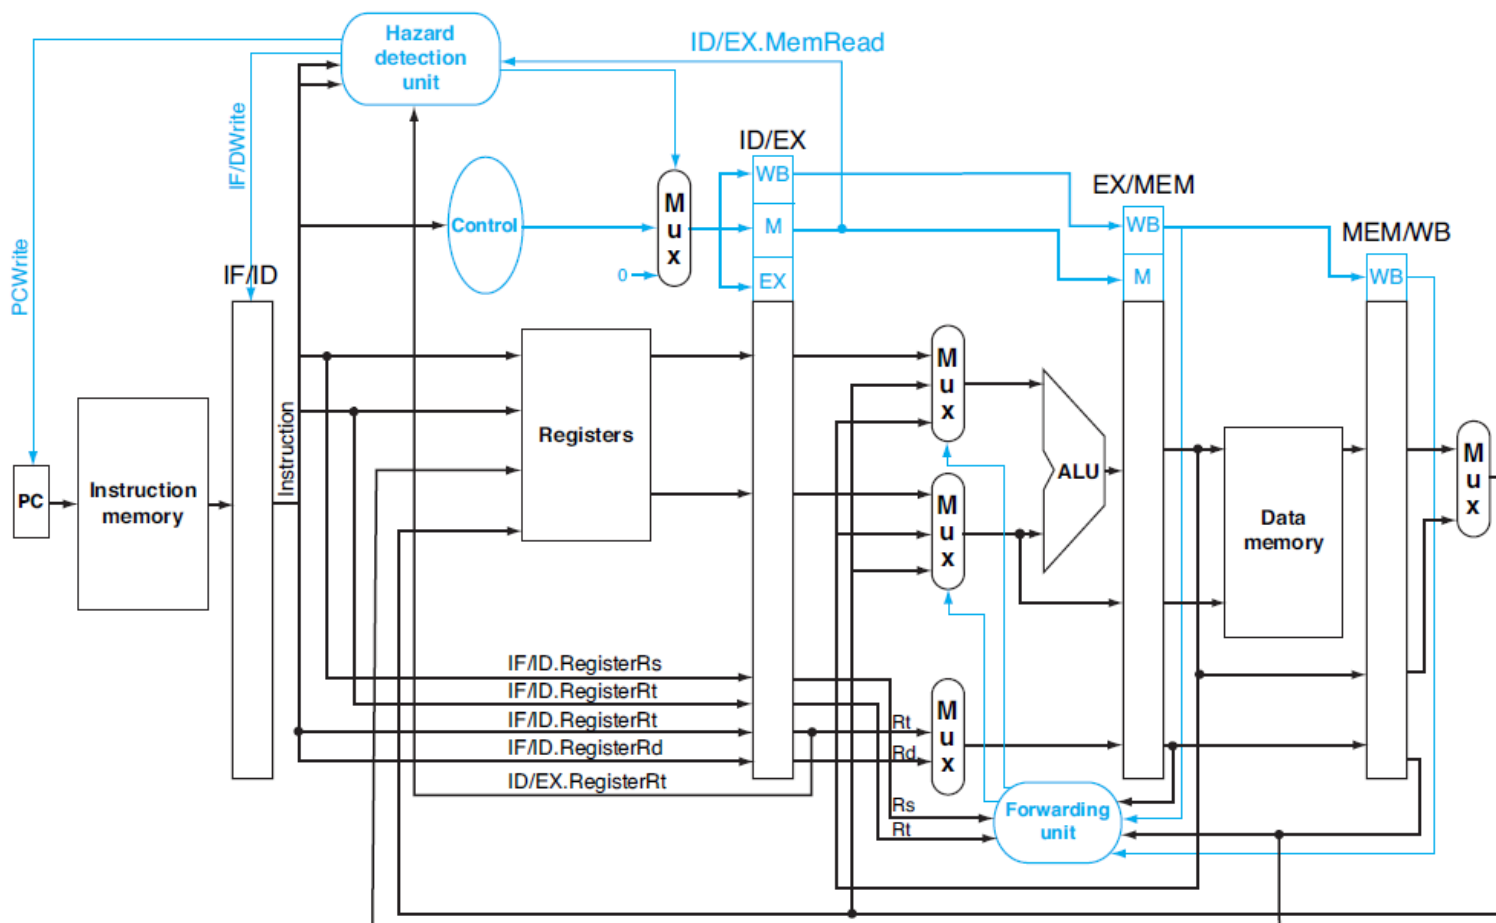 Hazard
detection
unit
ID/EX.MemRead
IF/DWrite
PCWrite
ID/EX
WB
M
EX
Control
M
u
x
0
EX/MEM
WB
M
MEM/WB
WB
IF/ID
Instruction
PC
Instruction
memory
Registers
M
u
x
M
u
x
ALU
Data
memory
M
u
x
IF/ID.RegisterRs
IF/ID.RegisterRt
IF/ID.RegisterRt
IF/ID.RegisterRd
ID/EX.RegisterRt
Rt
Rd
M
u
x
Rs
Rt
Forwarding
unit